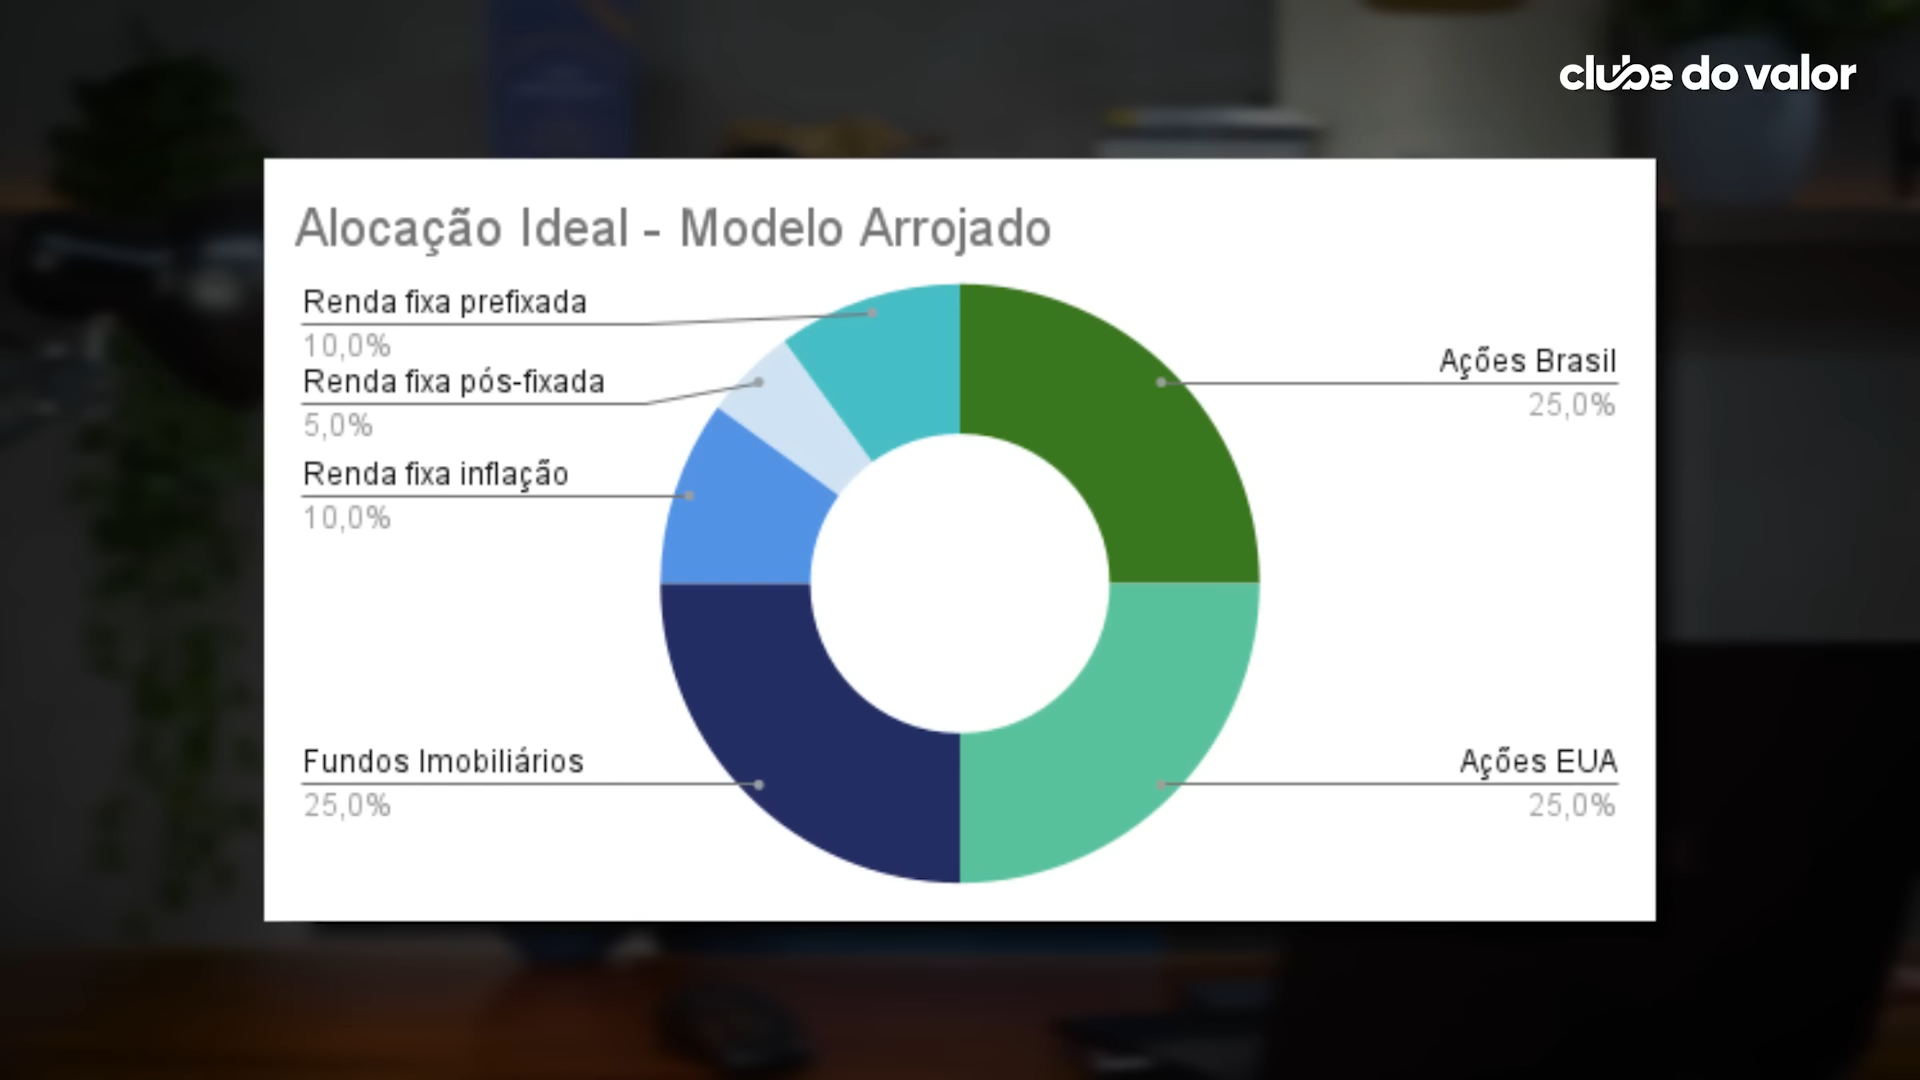 clube do valor
Alocação Ideal - Modelo Arrojado
Renda fixa prefixada
10,0%
Renda fixa pós-fixada
5,0%
Renda fixa inflação
10,0%
Fundos Imobiliários
25,0%
Ações Brasil
25,0%
Ações EUA
25,0%